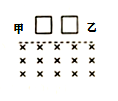 甲 乙
× × × × ×
× × × × ×
× × × × ×